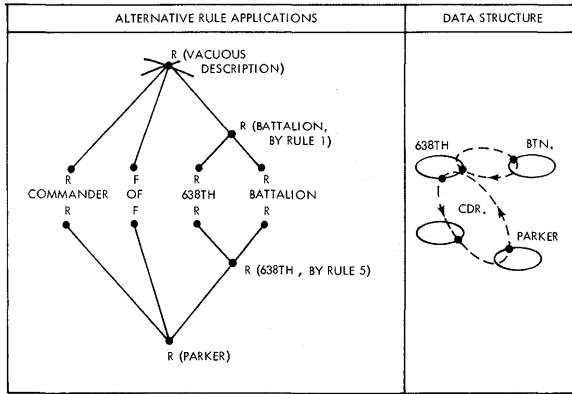 ALTERNATIVE RULE APPLICATIONS
DATA STRUCTURE
R (VACUOUS
DESCRIPTION)
R (BATTALION,
BY RULE 1)
R F R R
COMMANDER OF 638TH BATTALION
R F R R
R (638TH, BY RULE 5)
R (PARKER)
638TH
BTN.
CDR.
PARKER